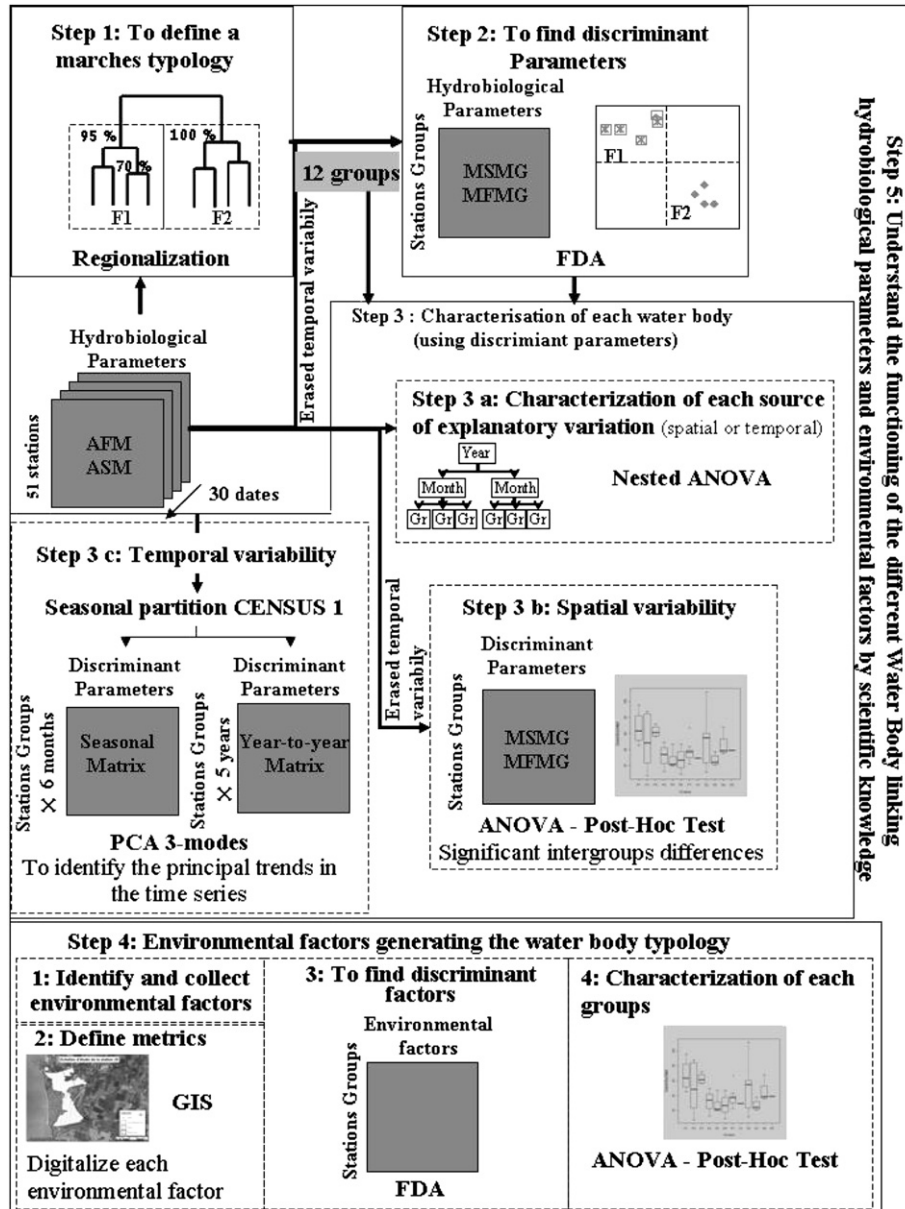 Step 1: To define a
marches typology
95 %
100 %
70 %
F1
F2
Regionalization
Step 2: To find discriminant
Parameters
Hydrobiological
Parameters
Stations Groups
MSMG
MFMG
F1
F2
FDA
12 groups
Erased temporal variabily
Hydrobiological
Parameters
51 stations
AFM
ASM
30 dates
Step 3 : Characterisation of each water body
(using discrimiant parameters)
Step 3 a: Characterization of each source
of explanatory variation (spatial or temporal)
Year
Month
Month
Gr
Gr
Gr
Gr
Gr
Gr
Nested ANOVA
Step 3 c: Temporal variability
Seasonal partition CENSUS 1
Discriminant
Parameters
Stations Groups
× 6 months
Seasonal
Matrix
Discriminant
Parameters
Stations Groups
× 5 years
Year-to-year
Matrix
PCA 3-modes
To identify the principal trends in
the time series
Erased temporal
variabily
Step 3 b: Spatial variability
Discriminant
Parameters
Stations Groups
MSMG
MFMG
ANOVA - Post-Hoc Test
Significant intergroups differences
Step 4: Environmental factors generating the water body typology
1: Identify and collect
environmental factors
2: Define metrics
GIS
Digitalize each
environmental factor
3: To find discriminant
factors
Environmental
factors
Stations Groups
FDA
4: Characterization of each
groups
ANOVA - Post-Hoc Test
Step 5: Understand the functioning of the different Water Body linking
hydrobiological parameters and environmental factors by scientific knowledge